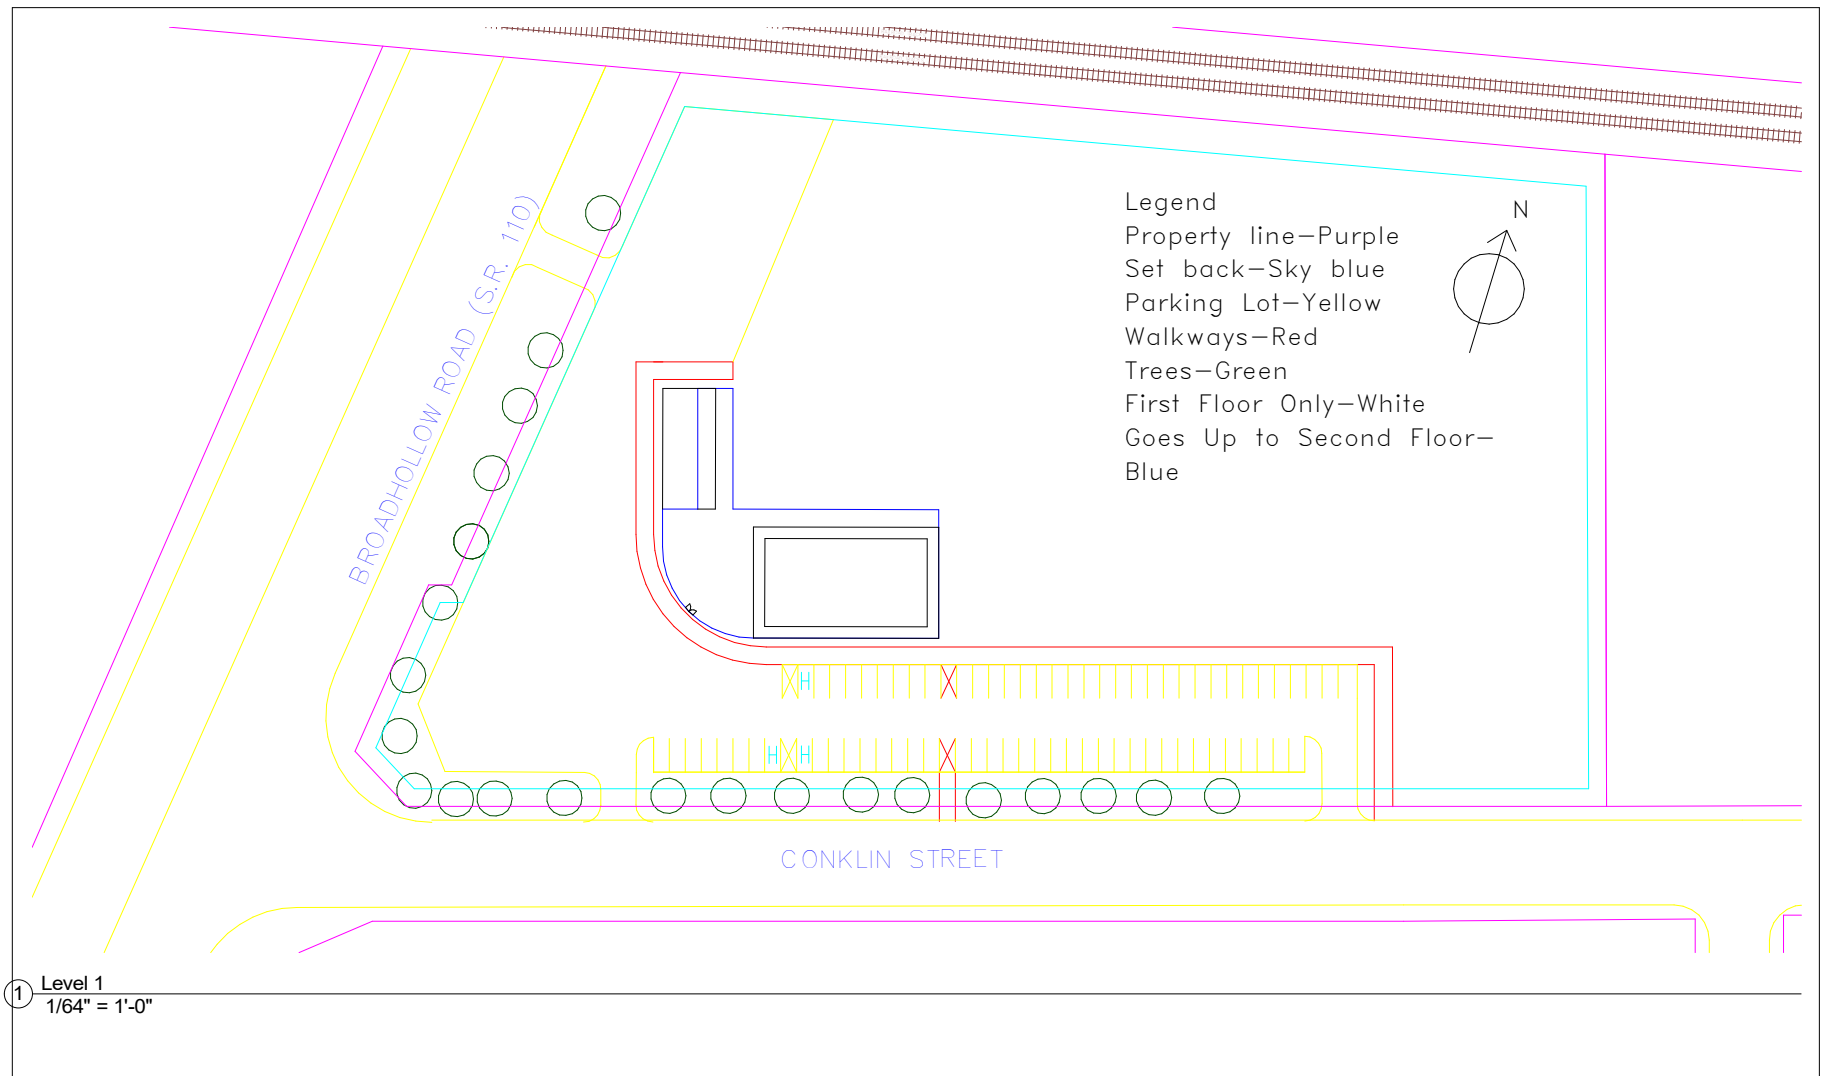 Legend
N
Property line-Purple
Set back-Sky blue
Parking Lot-Yellow
Walkways-Red
Trees-Green
First Floor Only-White
Goes Up to Second Floor-
Blue
BROADHOLLOW ROAD (S.R. 110)
H
H H
CONKLIN STREET
1 Level 1
1/64" = 1'-0"